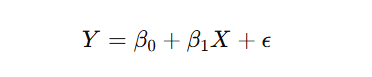 Y = β₀ + β₁X + ϵ